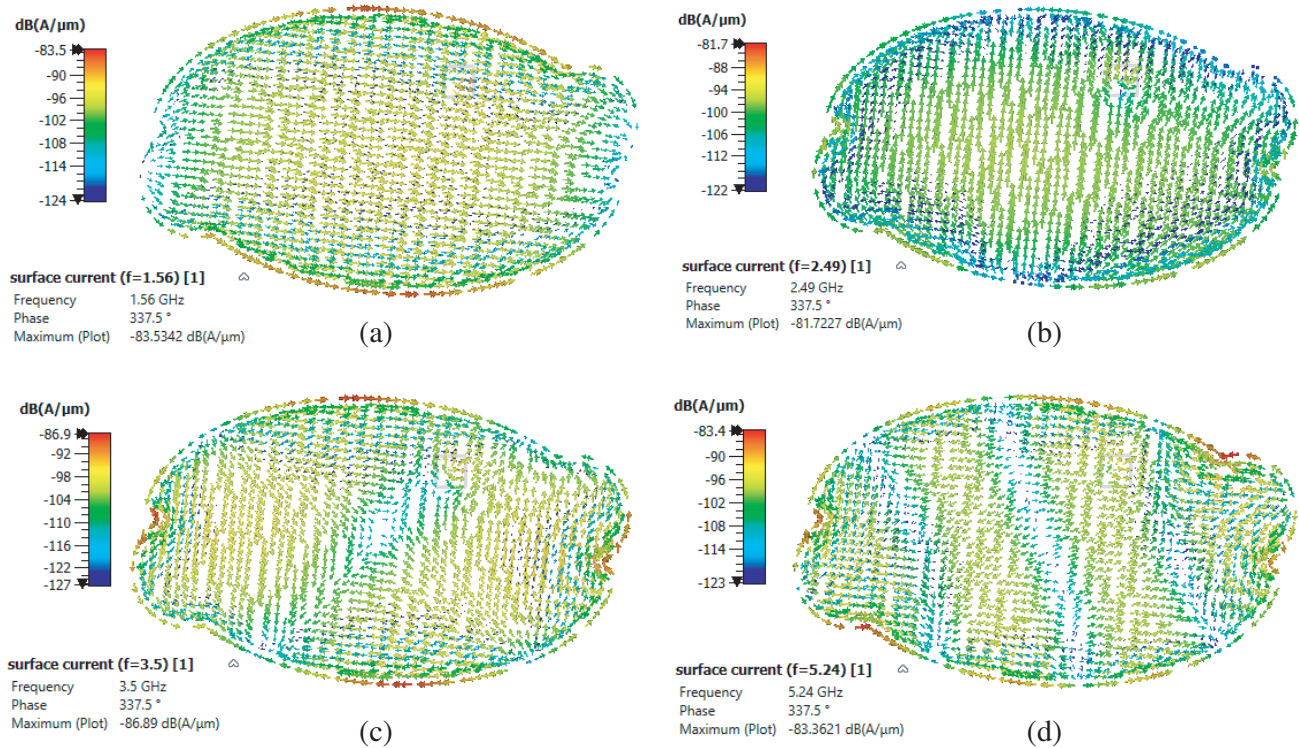 dB(A/µm)
-83.5
-90
-96
-102
-108
-114
-124
surface current (f=1.56) [1]
Frequency 1.56 GHz
Phase 337.5 °
Maximum (Plot) -83.5342 dB(A/µm)
(a)
dB(A/µm)
-81.7
-88
-94
-100
-106
-112
-122
surface current (f=2.49) [1]
Frequency 2.49 GHz
Phase 337.5 °
Maximum (Plot) -81.7227 dB(A/µm)
(b)
dB(A/µm)
-86.9
-92
-98
-104
-110
-116
-122
-127
surface current (f=3.5) [1]
Frequency 3.5 GHz
Phase 337.5 °
Maximum (Plot) -86.89 dB(A/µm)
(c)
dB(A/µm)
-83.4
-90
-96
-102
-108
-114
-123
surface current (f=5.24) [1]
Frequency 5.24 GHz
Phase 337.5 °
Maximum (Plot) -83.3621 dB(A/µm)
(d)